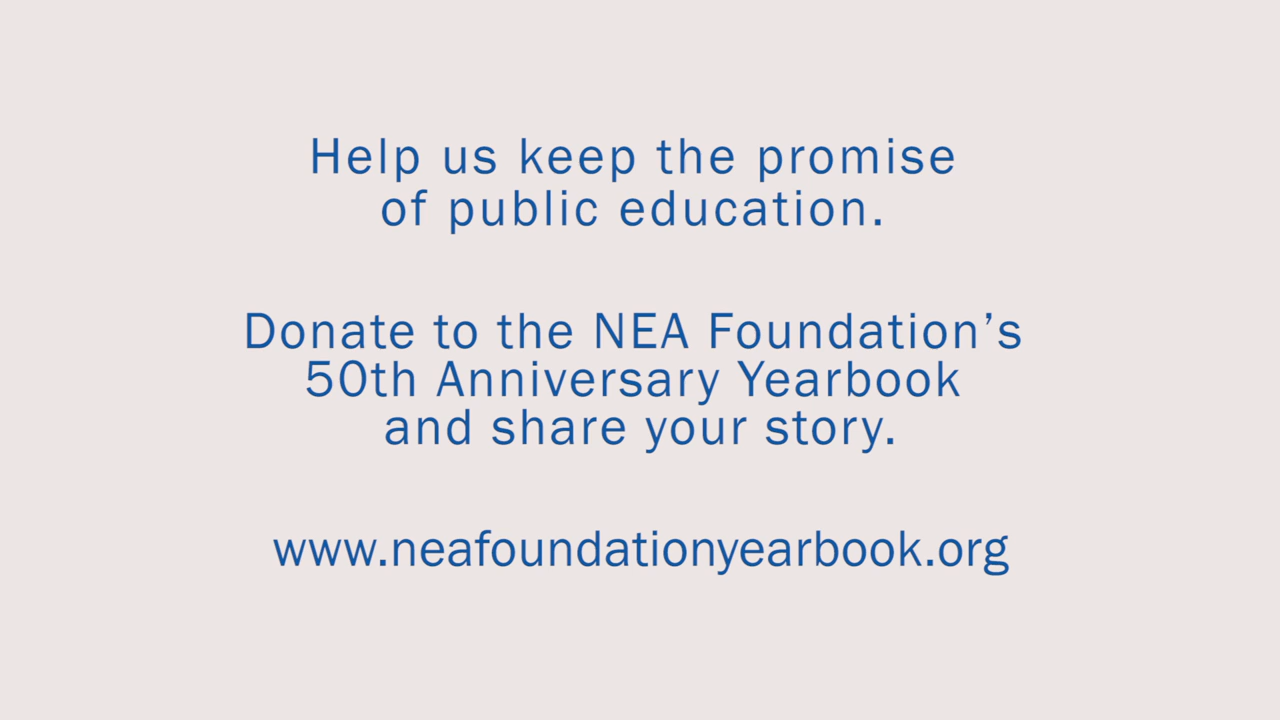 Help us keep the promise
of public education.
Donate to the NEA Foundation’s
50th Anniversary Yearbook
and share your story.
www.neafoundationyearbook.org